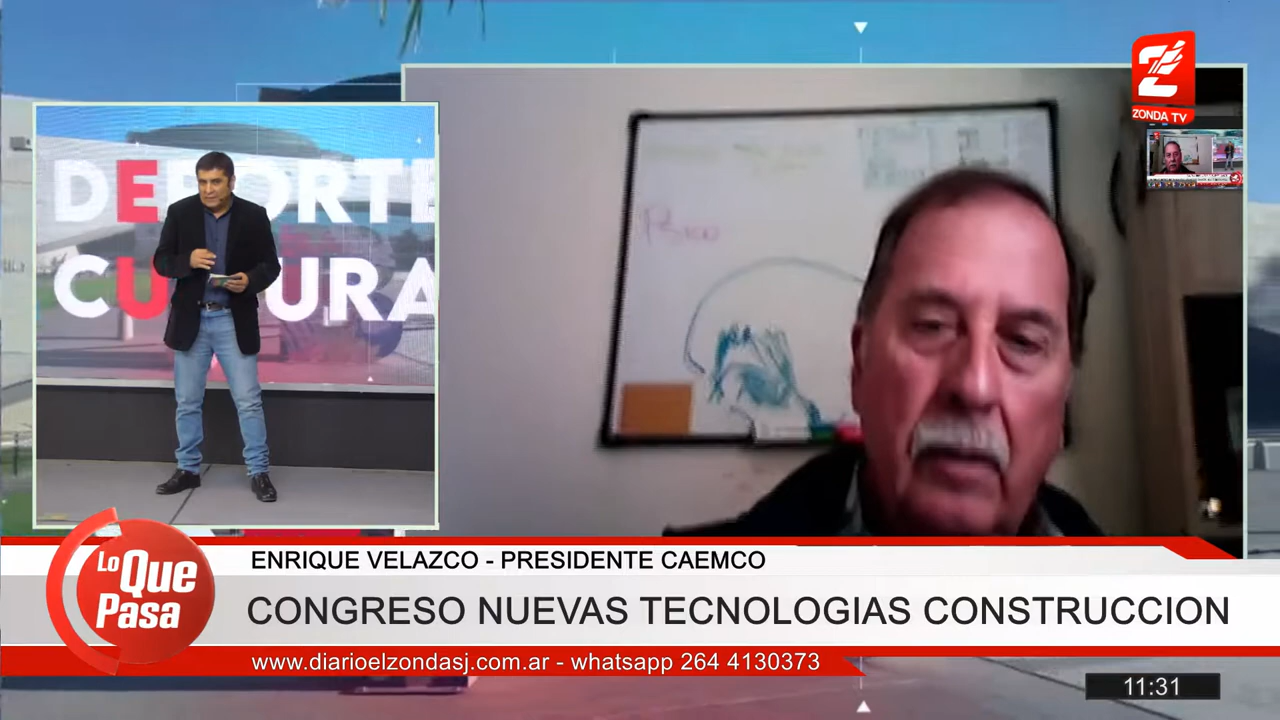 ZONDA TV
DEPORTE
CULTURA
Lo
Que
Pasa
ENRIQUE VELAZCO - PRESIDENTE CAEMCO
CONGRESO NUEVAS TECNOLOGIAS CONSTRUCCION
www.diarioelzondasj.com.ar - whatsapp 264 4130373
11:31